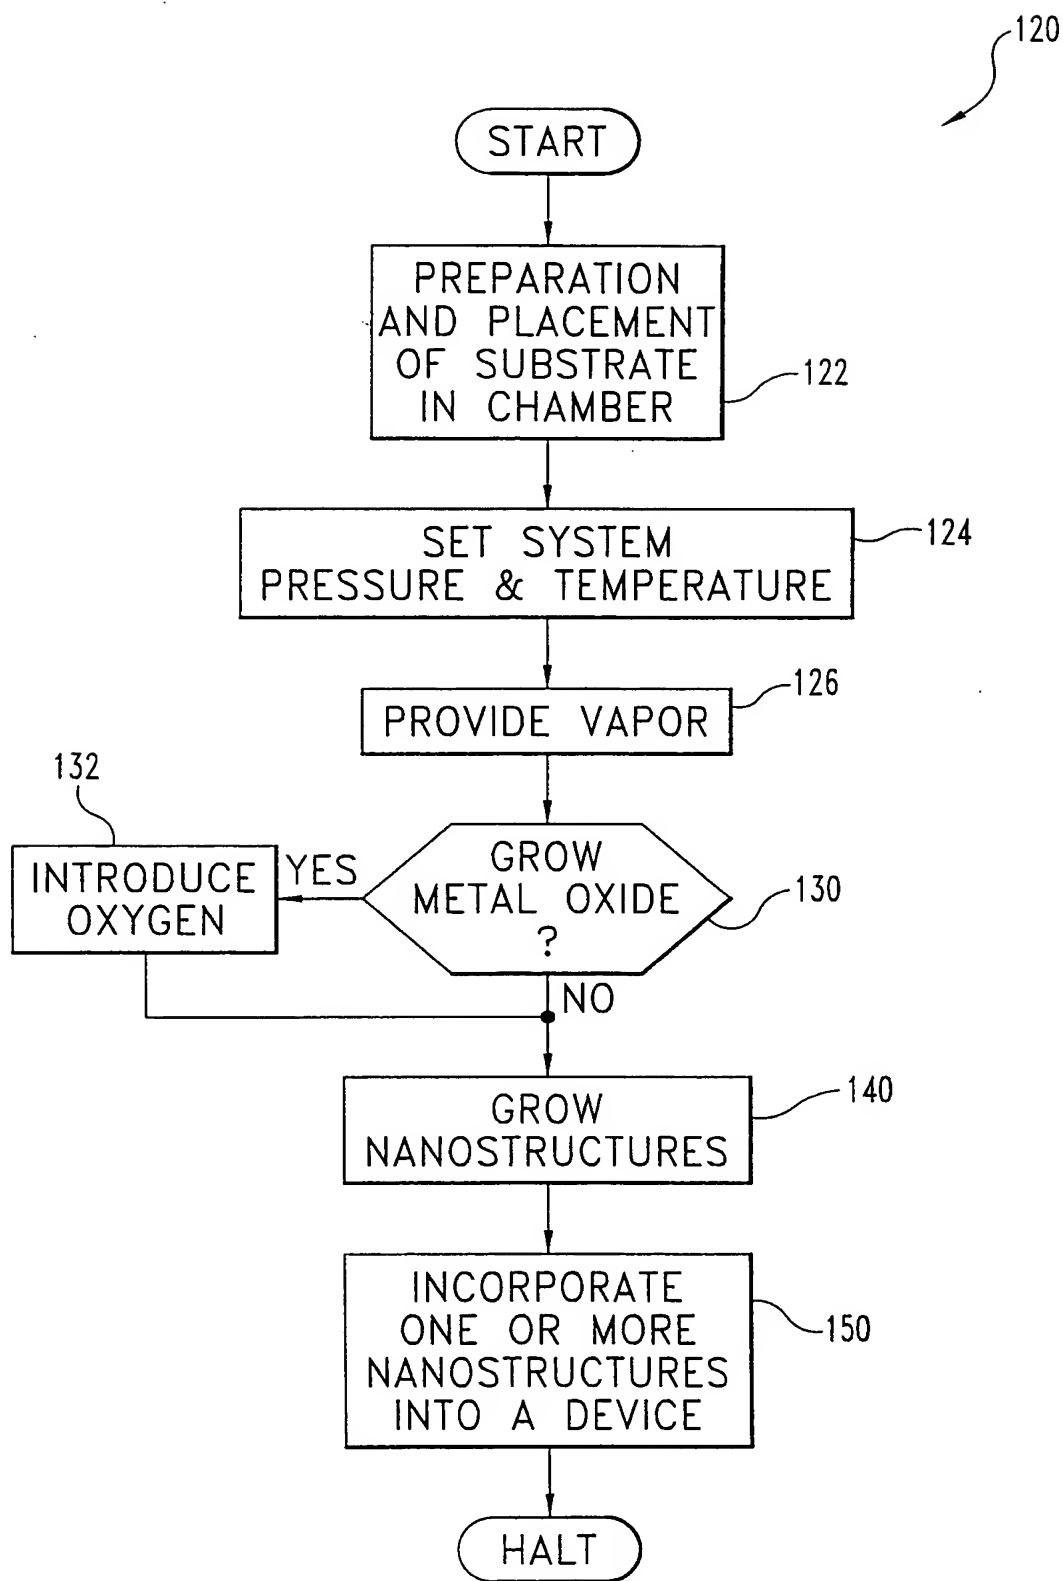 120
START
PREPARATION
AND PLACEMENT
OF SUBSTRATE
IN CHAMBER
122
SET SYSTEM
PRESSURE & TEMPERATURE
124
PROVIDE VAPOR
126
GROW
METAL OXIDE
?
130
YES
132
INTRODUCE
OXYGEN
NO
GROW
NANOSTRUCTURES
140
INCORPORATE
ONE OR MORE
NANOSTRUCTURES
INTO A DEVICE
150
HALT